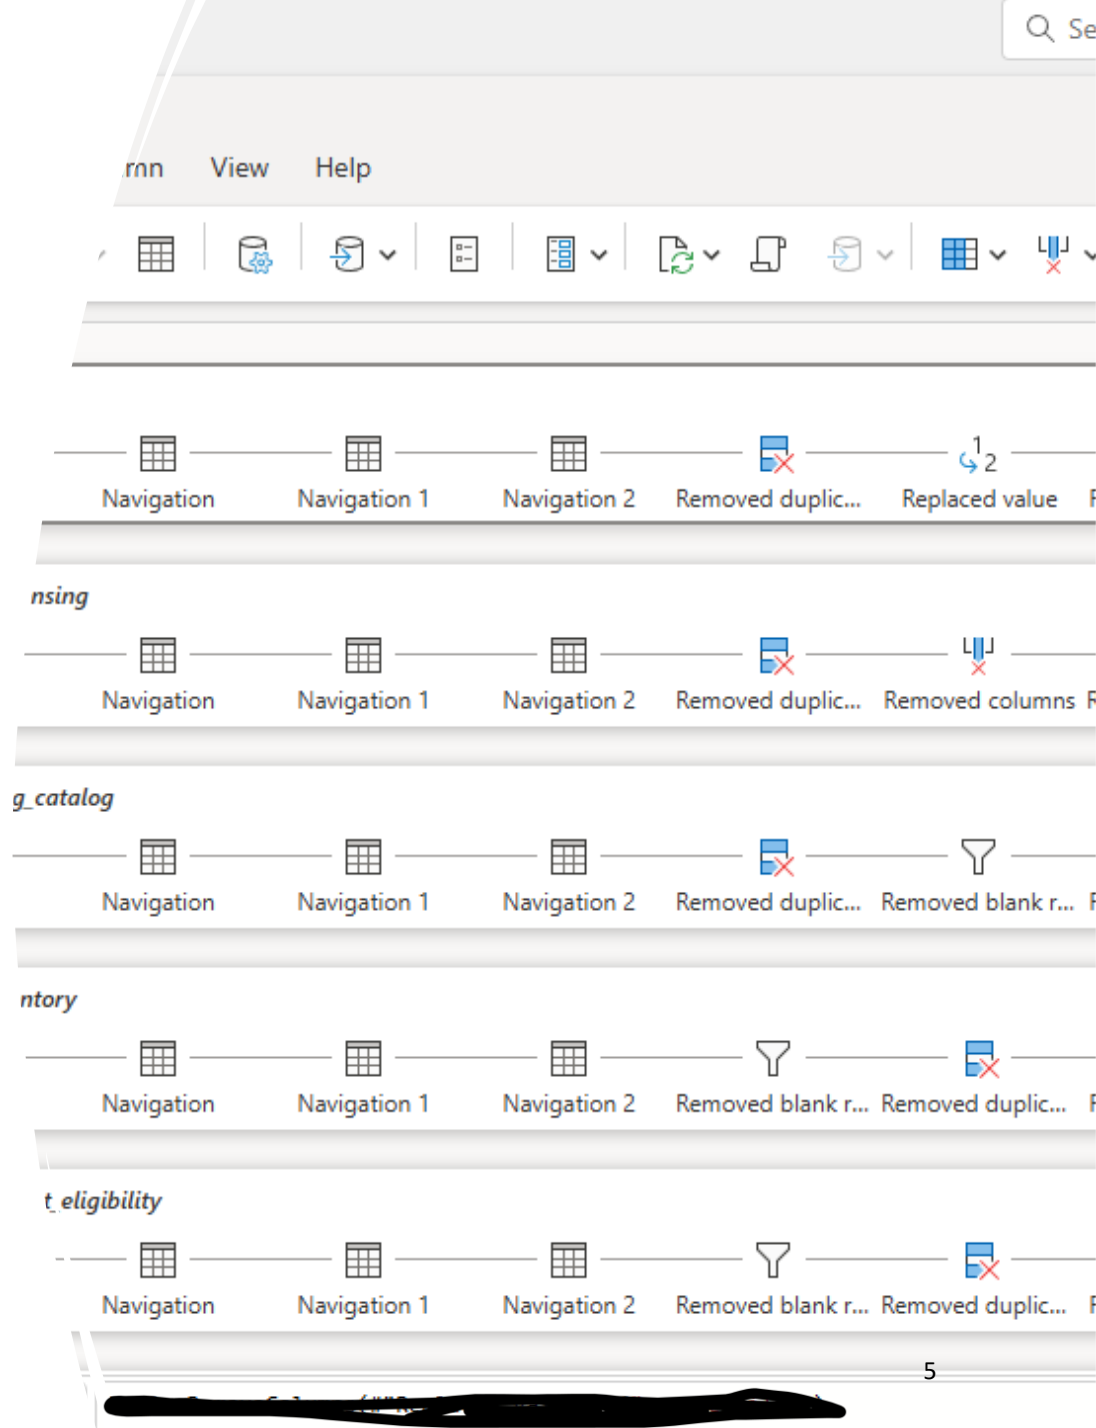 Se
mn View Help
Navigation Navigation 1 Navigation 2 Removed duplic... Replaced value
nsing
Navigation Navigation 1 Navigation 2 Removed duplic... Removed columns
g_catalog
Navigation Navigation 1 Navigation 2 Removed duplic... Removed blank r...
ntory
Navigation Navigation 1 Navigation 2 Removed blank r... Removed duplic...
t_eligibility
Navigation Navigation 1 Navigation 2 Removed blank r... Removed duplic...
5